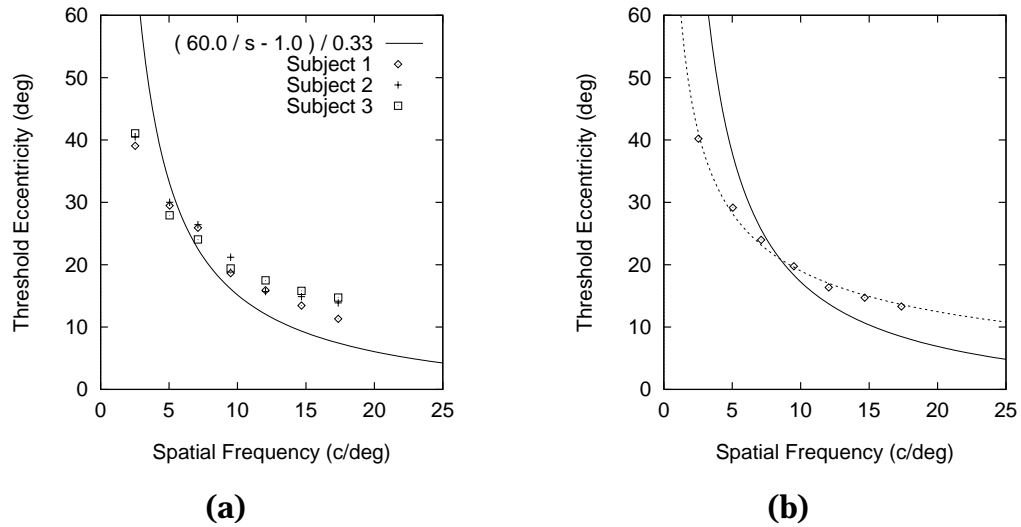 60
50
40
30
20
10
0
0 5 10 15 20 25
Threshold Eccentricity (deg)
Spatial Frequency (c/deg)
( 60.0 / s - 1.0 ) / 0.33
Subject 1
Subject 2
Subject 3
(a)
60
50
40
30
20
10
0
0 5 10 15 20 25
Threshold Eccentricity (deg)
Spatial Frequency (c/deg)
(b)